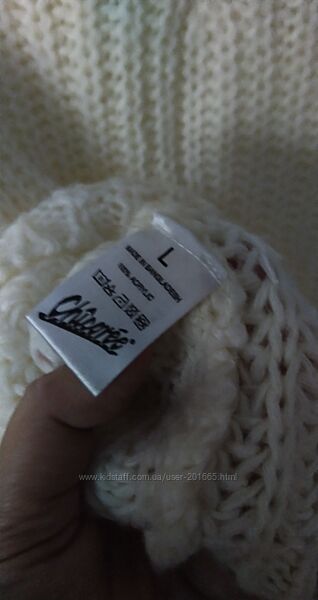 L
MADE IN BANGLADESH
100% ACRYLIC
Chicorée®
www.kidstaff.com.ua/user-201665.html